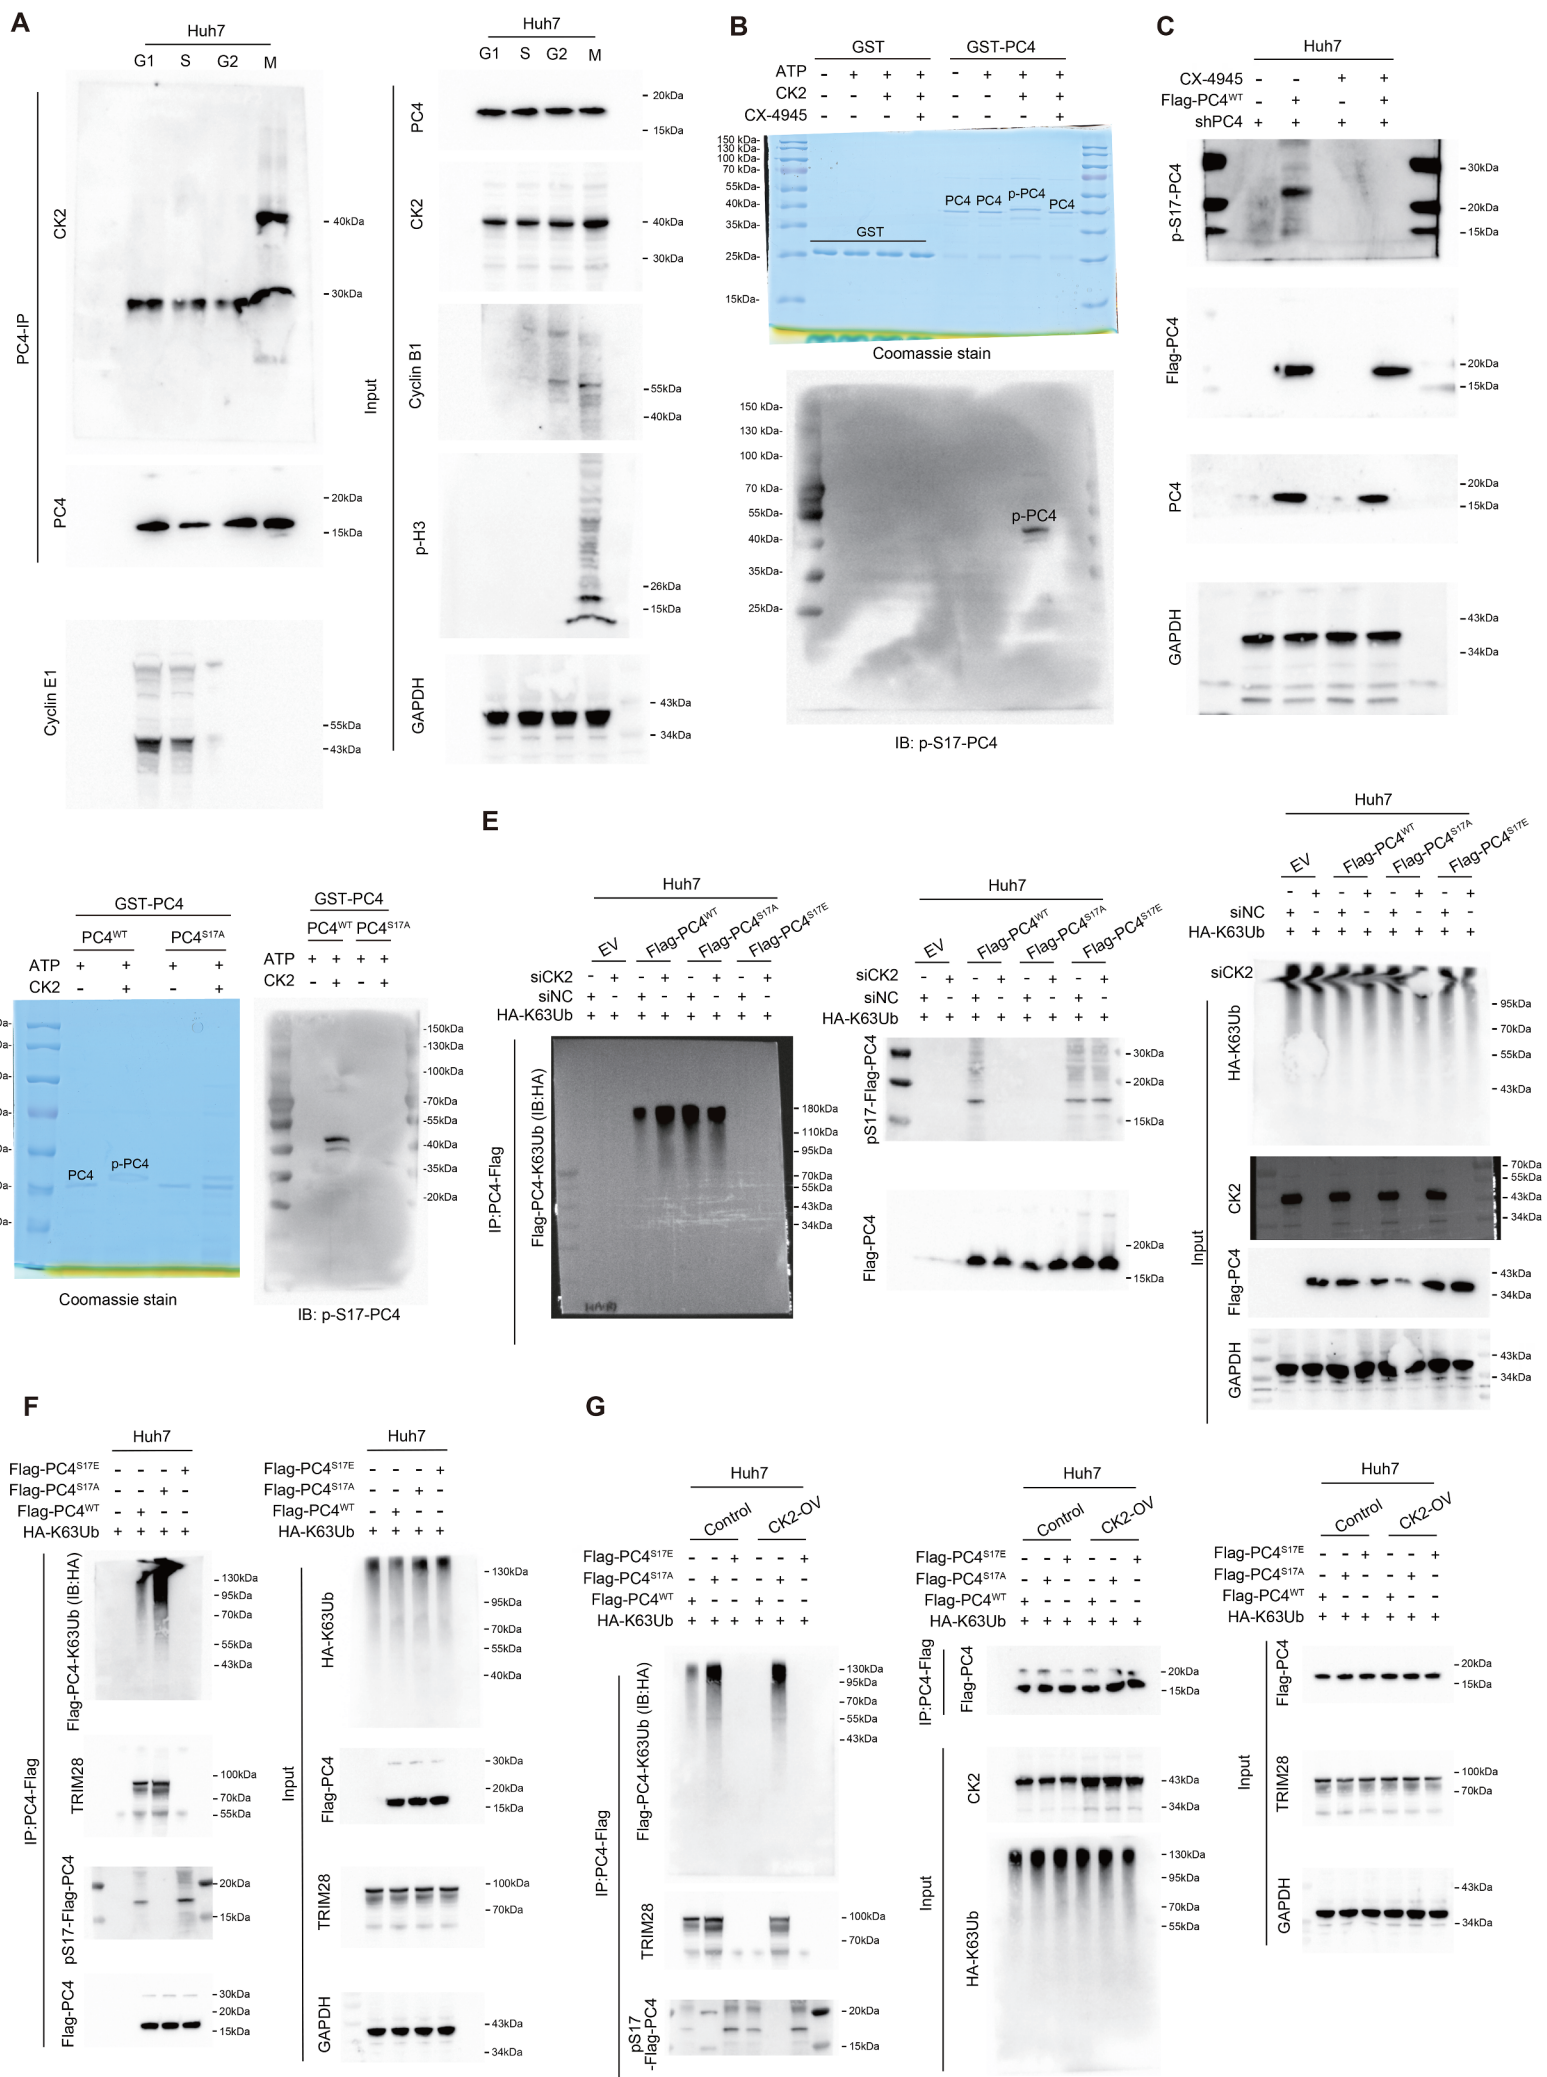 A
Huh7
G1 S G2 M
PC4-IP
CK2
40kDa
30kDa
PC4
20kDa
15kDa
Cyclin E1
55kDa
43kDa
Huh7
G1 S G2 M
Input
PC4
20kDa
15kDa
CK2
40kDa
30kDa
Cyclin B1
55kDa
40kDa
p-H3
26kDa
15kDa
GAPDH
43kDa
34kDa
B
GST GST-PC4
ATP - + + + - + + +
CK2 - - + + - - + +
CX-4945 - - - + - - - +
150 kDa-
130 kDa-
100 kDa-
70 kDa-
55kDa-
40kDa-
35kDa-
25kDa-
15kDa-
PC4 PC4 p-PC4 PC4
GST
Coomassie stain
150 kDa-
130 kDa-
100 kDa-
70 kDa-
55kDa-
40kDa-
35kDa-
25kDa-
p-PC4
IB: p-S17-PC4
C
Huh7
CX-4945 - - + +
Flag-PC4WT - + - +
shPC4 + + + +
p-S17-PC4
30kDa
20kDa
15kDa
Flag-PC4
20kDa
15kDa
PC4
20kDa
15kDa
GAPDH
43kDa
34kDa
GST-PC4
PC4WT PC4S17A
ATP + + + +
CK2 - + - +
PC4 p-PC4
Coomassie stain
GST-PC4
PC4WT PC4S17A
ATP + + + +
CK2 - + - +
-150kDa
-130kDa
-100kDa
-70kDa
-55kDa
-40kDa
-35kDa
-20kDa
IB: p-S17-PC4
E
Huh7
EV Flag-PC4WT Flag-PC4S17A Flag-PC4S17E
siCK2 - + - + - + - +
siNC + - + - + - + -
HA-K63Ub + + + + + + + +
IP:PC4-Flag
Flag-PC4-K63Ub (IB:HA)
180kDa
110kDa
95kDa
70kDa
55kDa
43kDa
34kDa
Huh7
EV Flag-PC4WT Flag-PC4S17A Flag-PC4S17E
siCK2
siNC
HA-K63Ub + + + + + + + +
pS17-Flag-PC4
30kDa
20kDa
15kDa
Flag-PC4
20kDa
15kDa
Huh7
EV Flag-PC4WT Flag-PC4S17A Flag-PC4S17E
siNC
HA-K63Ub + + + + + + + +
siCK2
Input
HA-K63Ub
95kDa
70kDa
55kDa
43kDa
CK2
70kDa
55kDa
43kDa
34kDa
Flag-PC4
43kDa
34kDa
GAPDH
43kDa
34kDa
F
Huh7
Flag-PC4S17E - - - +
Flag-PC4S17A - - + -
Flag-PC4WT - + - -
HA-K63Ub + + + +
IP:PC4-Flag
Flag-PC4-K63Ub (IB:HA)
130kDa
95kDa
70kDa
55kDa
43kDa
TRIM28
100kDa
70kDa
55kDa
pS17-Flag-PC4
20kDa
15kDa
Flag-PC4
30kDa
20kDa
15kDa
Huh7
Flag-PC4S17E - - - +
Flag-PC4S17A - - + -
Flag-PC4WT - + - -
HA-K63Ub + + + +
Input
HA-K63Ub
130kDa
95kDa
70kDa
55kDa
40kDa
Flag-PC4
30kDa
20kDa
15kDa
TRIM28
100kDa
70kDa
GAPDH
43kDa
34kDa
G
Huh7
Control CK2-OV
Flag-PC4S17E - - + - - +
Flag-PC4S17A - + - - + -
Flag-PC4WT + - - + - -
HA-K63Ub + + + + + +
IP:PC4-Flag
Flag-PC4-K63Ub (IB:HA)
130kDa
95kDa
70kDa
55kDa
43kDa
TRIM28
100kDa
70kDa
pS17
-Flag-PC4
20kDa
15kDa
Huh7
Control CK2-OV
Flag-PC4S17E - - + - - +
Flag-PC4S17A - + - - + -
Flag-PC4WT + - - + - -
HA-K63Ub + + + + + +
IP:PC4-Flag
Flag-PC4
20kDa
15kDa
Input
CK2
43kDa
34kDa
HA-K63Ub
130kDa
95kDa
70kDa
55kDa
Huh7
Control CK2-OV
Flag-PC4S17E - - + - - +
Flag-PC4S17A - + - - + -
Flag-PC4WT + - - + - -
HA-K63Ub + + + + + +
Input
Flag-PC4
20kDa
15kDa
TRIM28
100kDa
70kDa
GAPDH
43kDa
34kDa